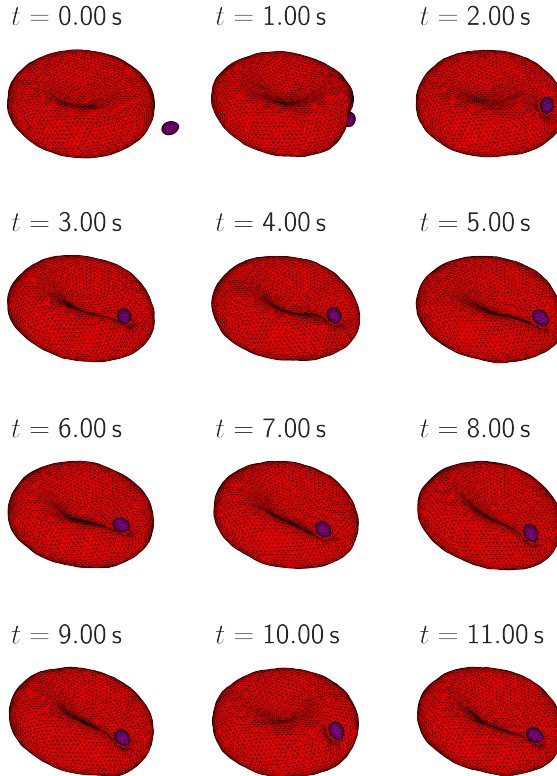 t = 0.00 s
t = 1.00 s
t = 2.00 s
t = 3.00 s
t = 4.00 s
t = 5.00 s
t = 6.00 s
t = 7.00 s
t = 8.00 s
t = 9.00 s
t = 10.00 s
t = 11.00 s